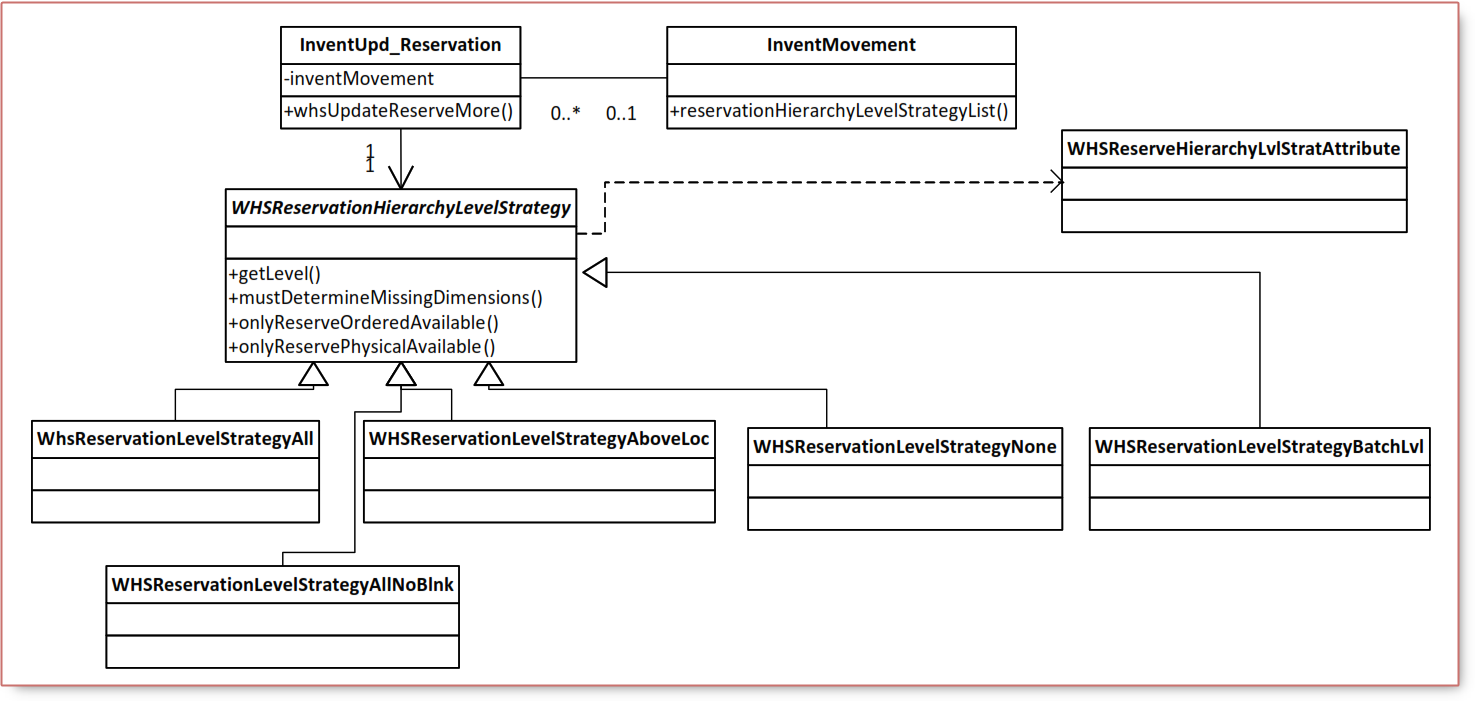 InventUpd_Reservation
-inventMovement
+whsUpdateReserveMore()
InventMovement
+reservationHierarchyLevelStrategyList()
0..*
0..1
1
1
WHSReserveHierarchyLvlStratAttribute
WHSReservationHierarchyLevelStrategy
+getLevel()
+mustDetermineMissingDimensions()
+onlyReserveOrderedAvailable()
+onlyReservePhysicalAvailable()
WhsReservationLevelStrategyAll
WHSReservationLevelStrategyAboveLoc
WHSReservationLevelStrategyNone
WHSReservationLevelStrategyBatchLvl
WHSReservationLevelStrategyAllNoBlnk